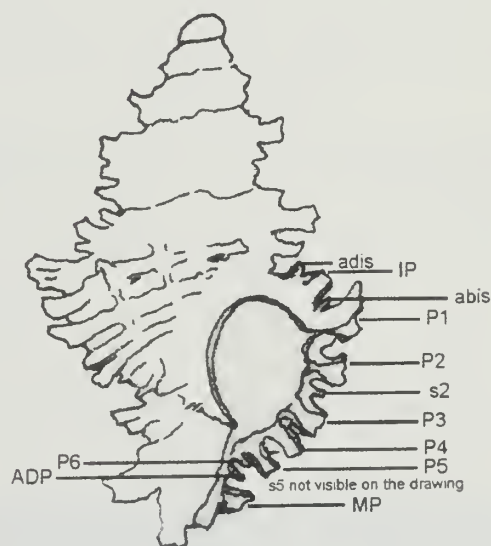 adis
IP
abis
P1
P2
s2
P3
P4
P6
P5
ADP
s5 not visible on the drawing
MP